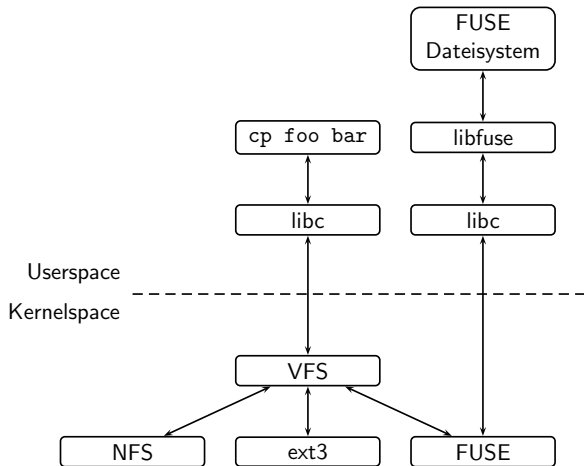 FUSE
Dateisystem
cp foo bar
libfuse
libc
libc
Userspace
Kernelspace
VFS
NFS
ext3
FUSE